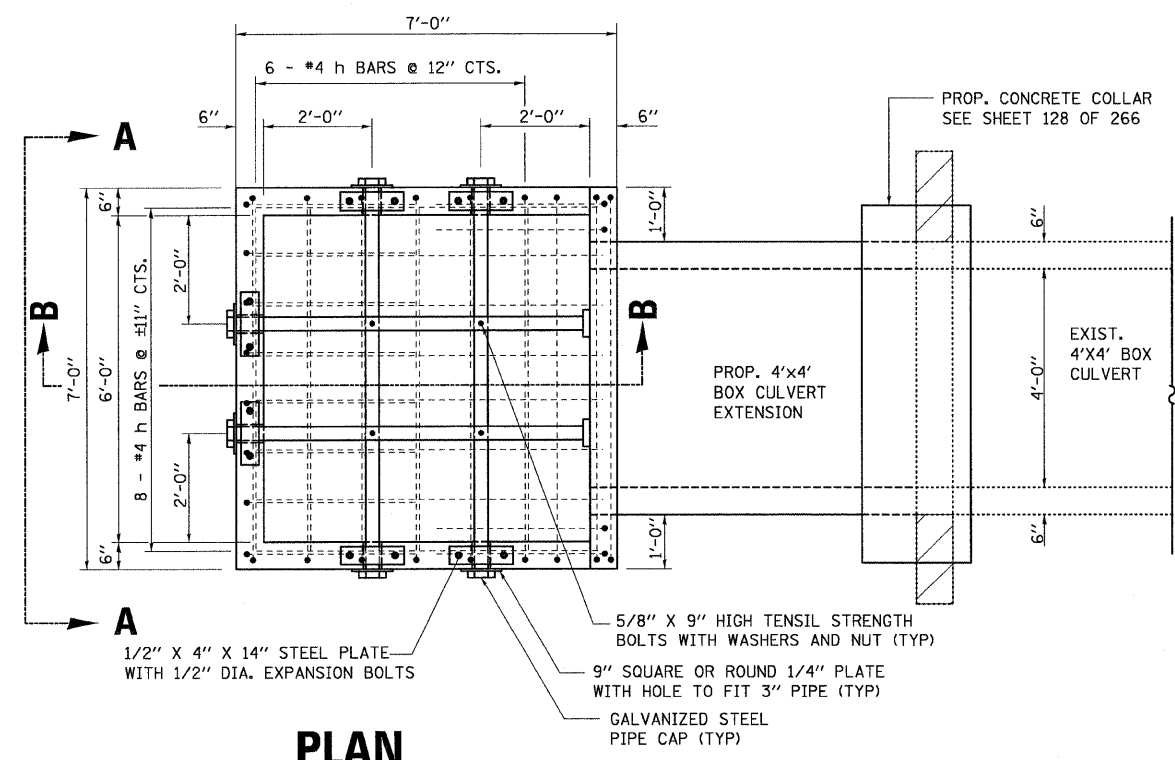 7'-0"
6 - #4 h BARS @ 12" CTS.
6"
2'-0"
2'-0"
6"
PROP. CONCRETE COLLAR
SEE SHEET 128 OF 266
A
6"
1'-0"
6"
2'-0"
8 - #4 h BARS @ ±11" CTS.
6'-0"
7'-0"
B
B
PROP. 4'x4'
BOX CULVERT
EXTENSION
4'-0"
EXIST.
4'X4' BOX
CULVERT
2'-0"
6"
1'-0"
6"
A
1/2" X 4" X 14" STEEL PLATE
WITH 1/2" DIA. EXPANSION BOLTS
5/8" X 9" HIGH TENSIL STRENGTH
BOLTS WITH WASHERS AND NUT (TYP)
9" SQUARE OR ROUND 1/4" PLATE
WITH HOLE TO FIT 3" PIPE (TYP)
GALVANIZED STEEL
PIPE CAP (TYP)
PLAN